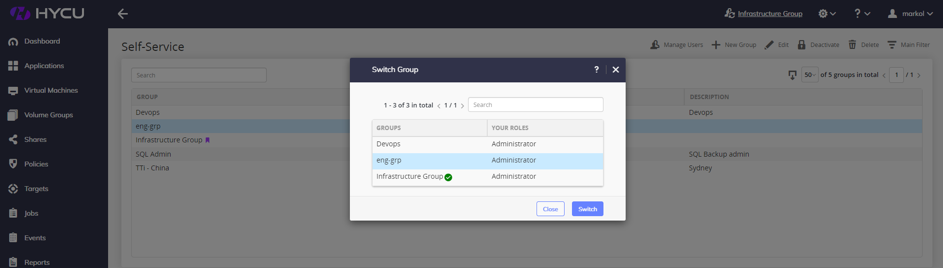 HYCU
Infrastructure Group
?
markol
Dashboard
Applications
Virtual Machines
Volume Groups
Shares
Policies
Targets
Jobs
Events
Reports
Self-Service
Manage Users
New Group
Edit
Deactivate
Delete
Main Filter
Search
50 of 5 groups in total < 1 / 1 >
GROUP
DESCRIPTION
Devops
Devops
eng-grp
Infrastructure Group
SQL Admin
SQL Backup admin
TTI - China
Sydney
Switch Group
?
1 - 3 of 3 in total < 1 / 1 >
Search
GROUPS
YOUR ROLES
Devops
Administrator
eng-grp
Administrator
Infrastructure Group
Administrator
Close
Switch